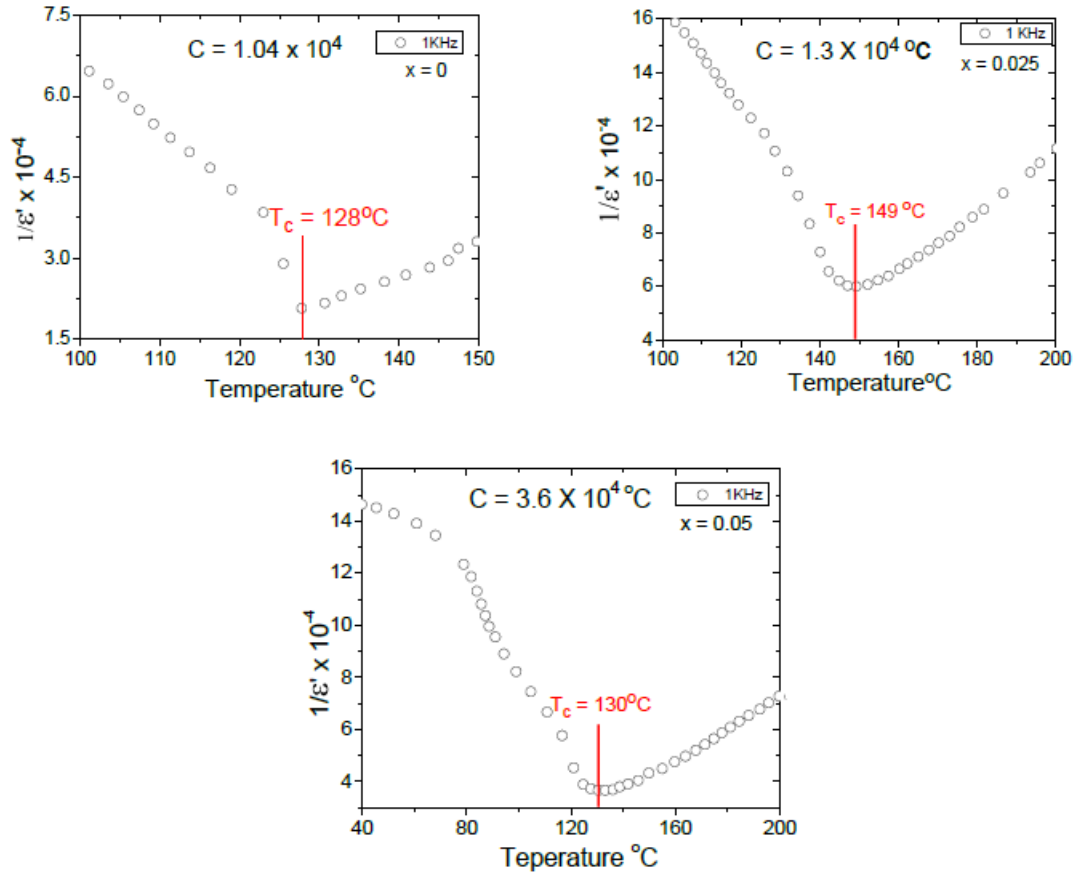 C = 1.04 x 10⁴
1KHz
x = 0
T_c = 128°C
1/ε' x 10⁻⁴
7.5
6.0
4.5
3.0
1.5
100 110 120 130 140 150
Temperature °C
C = 1.3 X 10⁴ °C
1 KHz
x = 0.025
T_c = 149 °C
1/ε' x 10⁻⁴
16
14
12
10
8
6
4
100 120 140 160 180 200
Temperature°C
C = 3.6 X 10⁴ °C
1KHz
x = 0.05
T_c = 130°C
1/ε' x 10⁻⁴
16
14
12
10
8
6
4
40 80 120 160 200
Teperature °C